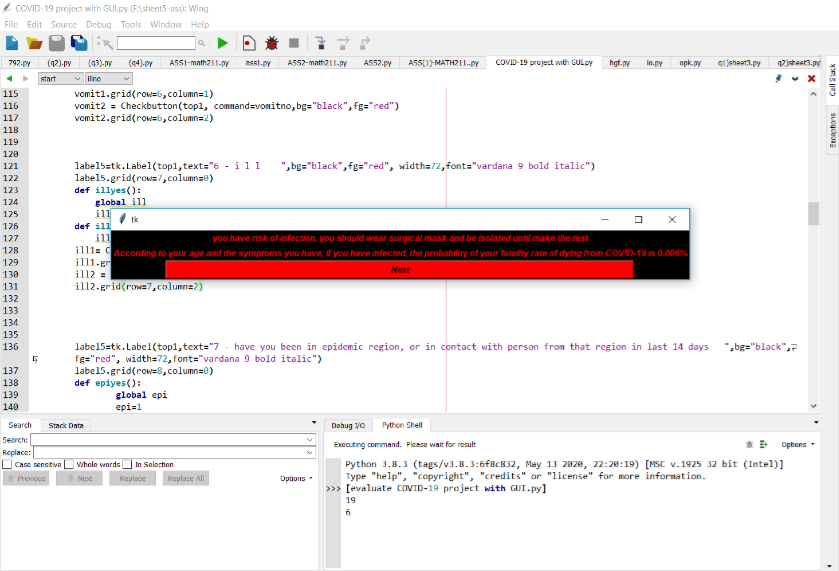 COVID-19 project with GUI.py (F:\sheet5-ass): Wing
File Edit Source Debug Tools Window Help
792.py (q2).py (q3).py (q4).py ASS1-math211.py ass1.py ASS2-math211.py ASS2.py ASS(1)-MATH211..py COVID-19 project with GUI.py hgf.py io.py opk.py q1)sheet3.py q2)sheet3.py
start illno
Call Stack
Exceptions
115 vomit1.grid(row=6,column=1)
116 vomit2 = Checkbutton(top1, command=vomitno,bg="black",fg="red")
117 vomit2.grid(row=6,column=2)
118
119
120
121 label5=tk.Label(top1,text="6 - i l l ",bg="black",fg="red", width=72,font="vardana 9 bold italic")
122 label5.grid(row=7,column=0)
123 def illyes():
124 global ill
125 ill
126 def ill
127 ill
128 ill1= C
129 ill1.gr
130 ill2 =
131 ill2.grid(row=7,column=2)
132
133
134
135
136 label5=tk.Label(top1,text="7 - have you been in epidemic region, or in contact with person from that region in last 14 days ",bg="black",
fg="red", width=72,font="vardana 9 bold italic")
137 label5.grid(row=8,column=0)
138 def epiyes():
139 global epi
140 epi=1
tk
you have risk of infection, you should wear surgical mask and be isolated until make the test
According to your age and the symptoms you have, if you have infected, the probability of your fatality rate of dying from COVID-19 is 0.006%
Next
Search Stack Data
Search:
Replace:
Case sensitive Whole words In Selection
Previous Next Replace Replace All Options
Debug I/O Python Shell
Executing command. Please wait for result
Options
Python 3.8.3 (tags/v3.8.3:6f8c832, May 13 2020, 22:20:19) [MSC v.1925 32 bit (Intel)]
Type "help", "copyright", "credits" or "license" for more information.
>>> [evaluate COVID-19 project with GUI.py]
19
6